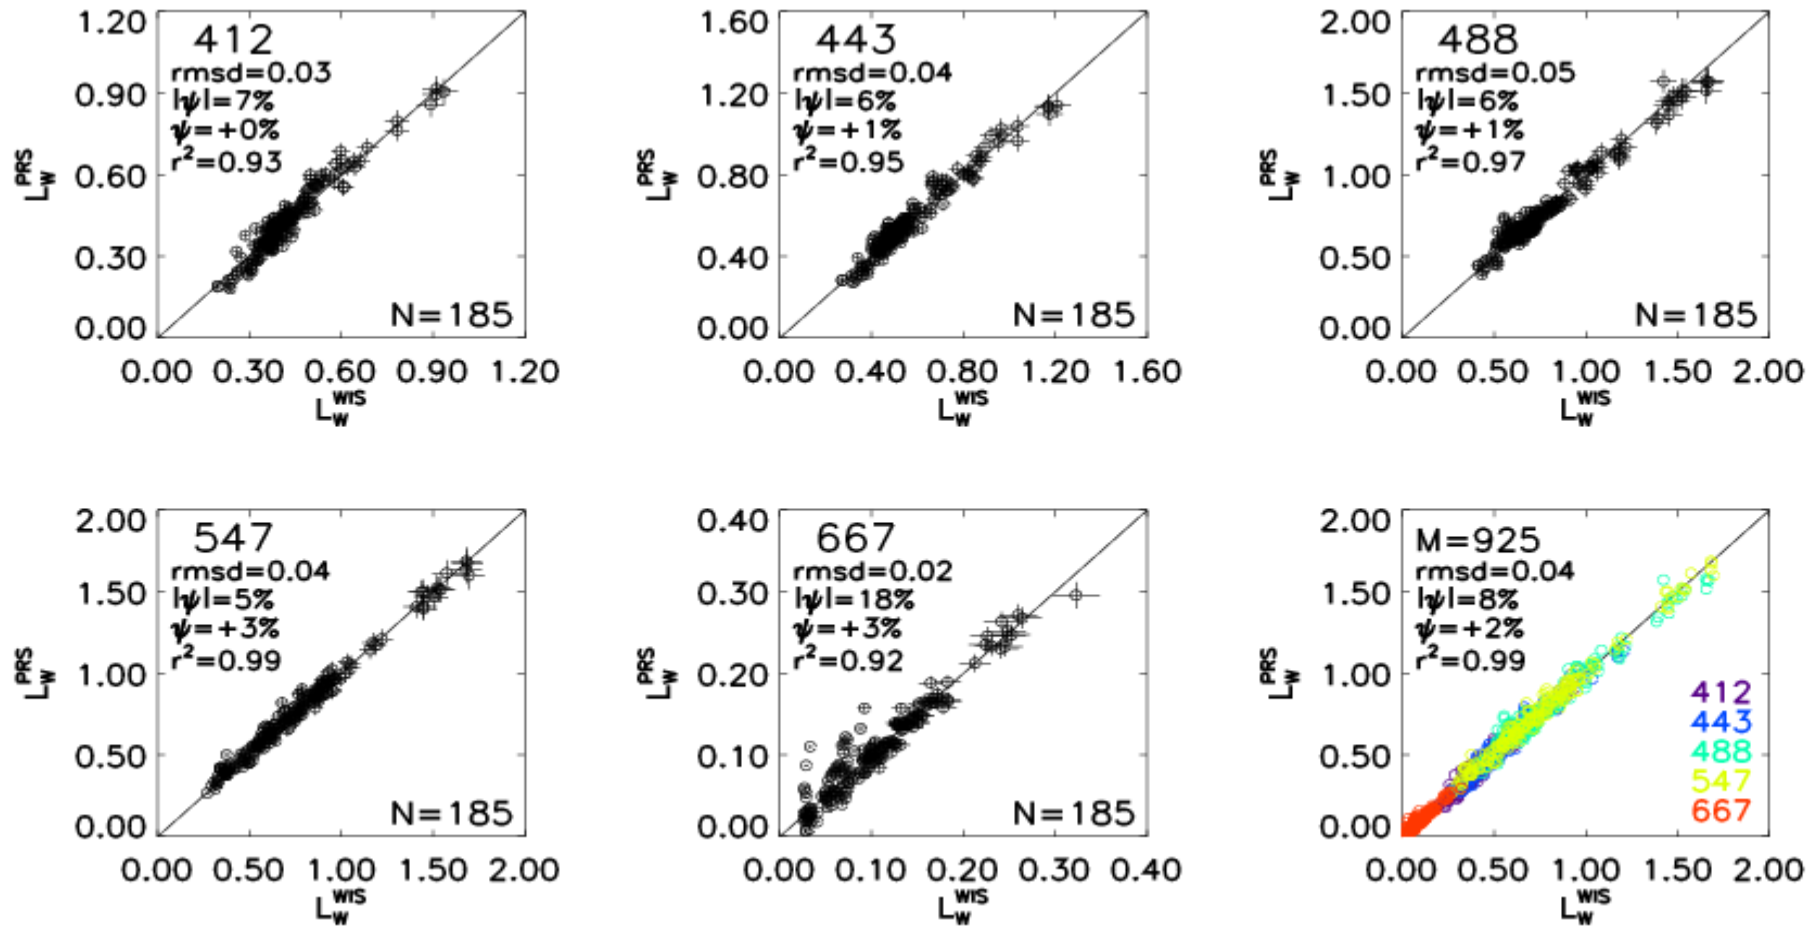 412
rmsd=0.03
|ψ|=7%
ψ=+0%
r²=0.93
N=185
1.20
0.90
0.60
0.30
0.00
0.00 0.30 0.60 0.90 1.20
L_W^PRS
L_W^WIS
443
rmsd=0.04
|ψ|=6%
ψ=+1%
r²=0.95
N=185
1.60
1.20
0.80
0.40
0.00
0.00 0.40 0.80 1.20 1.60
L_W^PRS
L_W^WIS
488
rmsd=0.05
|ψ|=6%
ψ=+1%
r²=0.97
N=185
2.00
1.50
1.00
0.50
0.00
0.00 0.50 1.00 1.50 2.00
L_W^PRS
L_W^WIS
547
rmsd=0.04
|ψ|=5%
ψ=+3%
r²=0.99
N=185
2.00
1.50
1.00
0.50
0.00
0.00 0.50 1.00 1.50 2.00
L_W^PRS
L_W^WIS
667
rmsd=0.02
|ψ|=18%
ψ=+3%
r²=0.92
N=185
0.40
0.30
0.20
0.10
0.00
0.00 0.10 0.20 0.30 0.40
L_W^PRS
L_W^WIS
M=925
rmsd=0.04
|ψ|=8%
ψ=+2%
r²=0.99
412
443
488
547
667
2.00
1.50
1.00
0.50
0.00
0.00 0.50 1.00 1.50 2.00
L_W^PRS
L_W^WIS